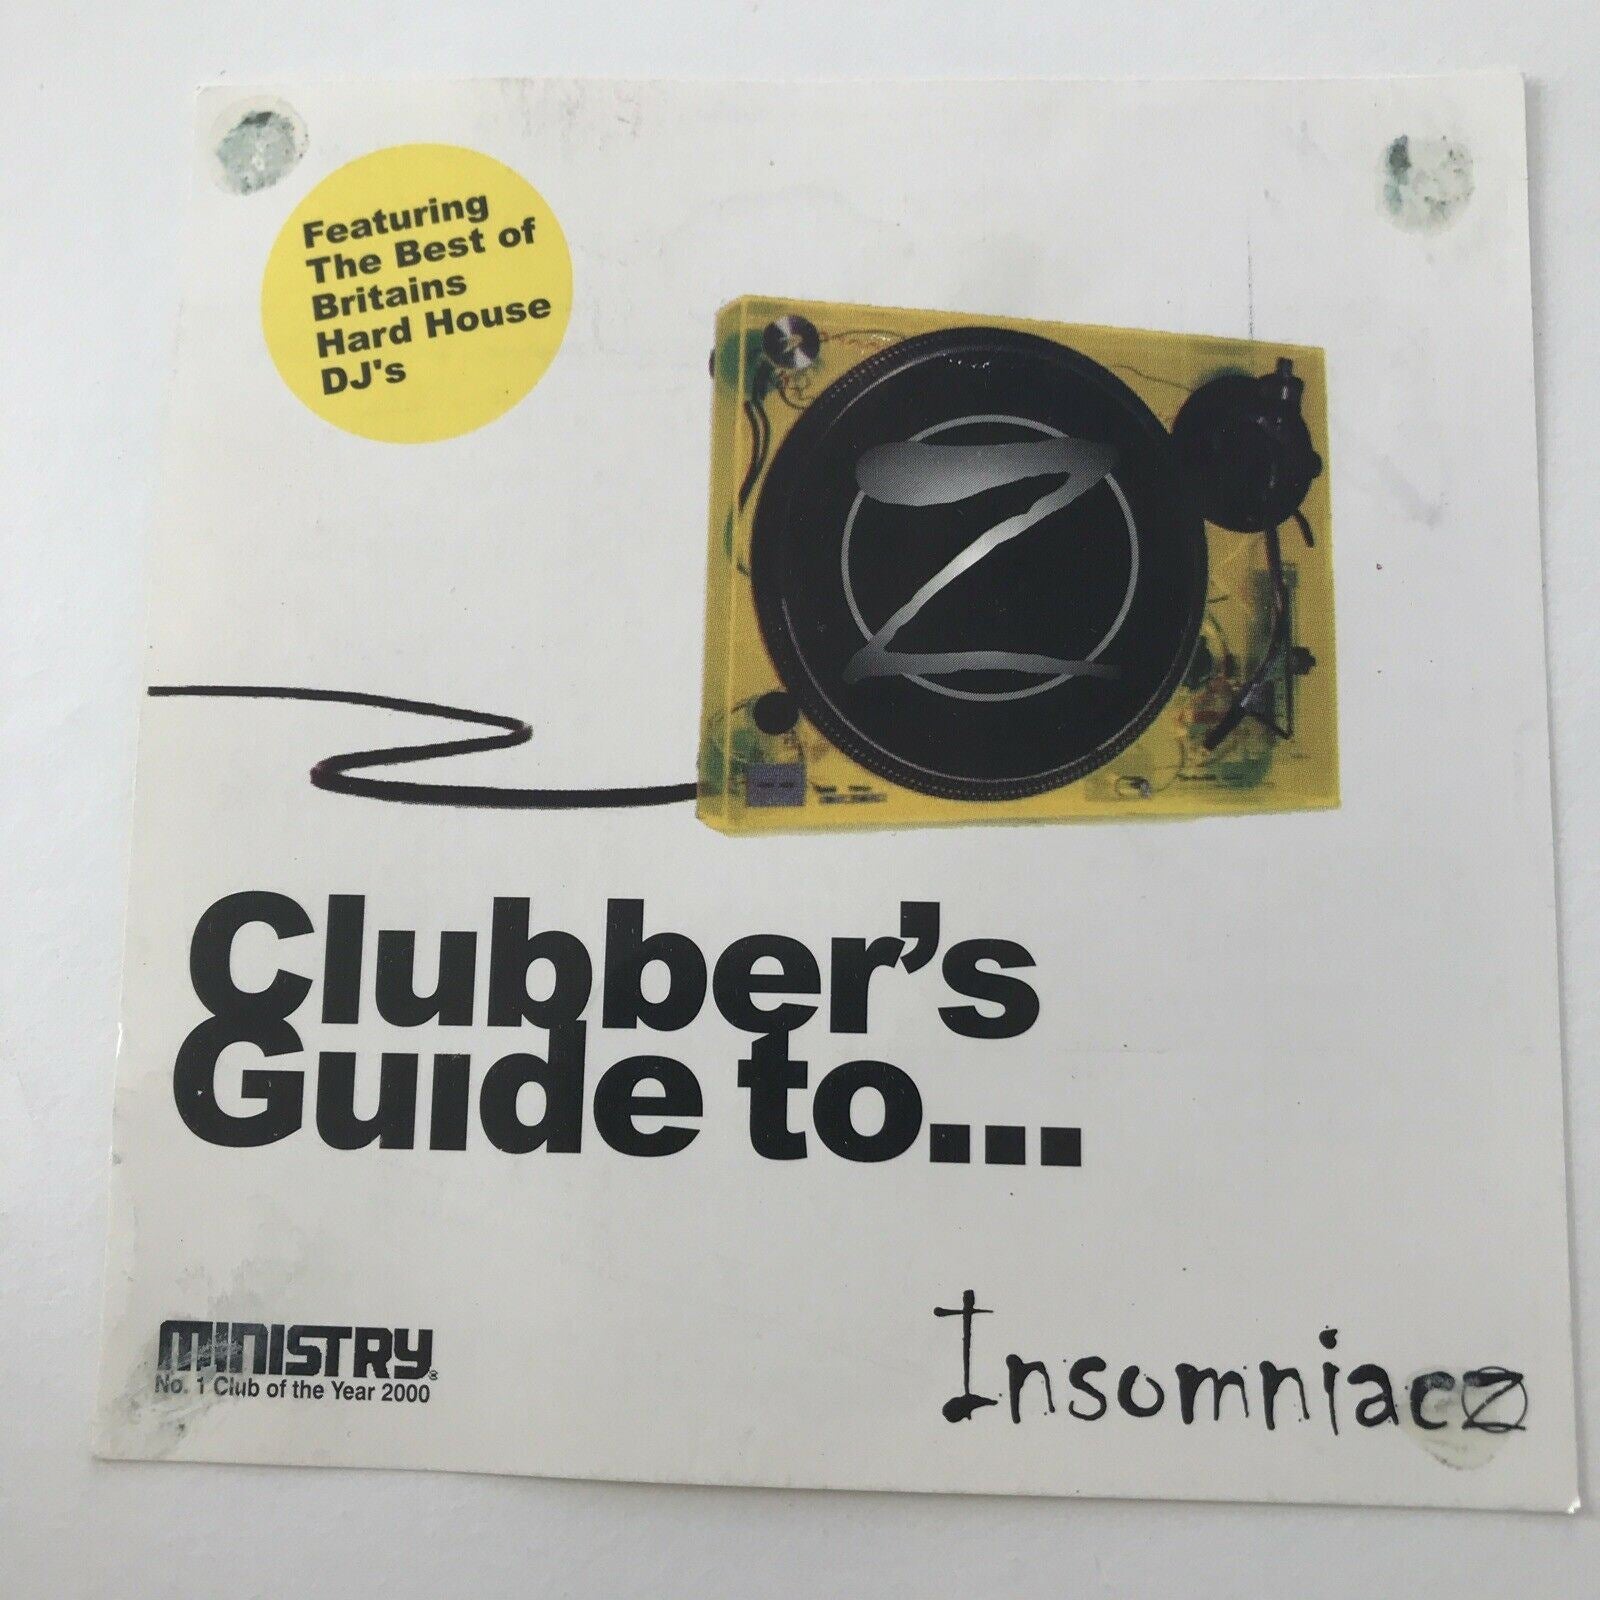 Featuring
The Best of
Britains
Hard House
DJ's
Z
Clubber's
Guide to...
MINISTRY®
No. 1 Club of the Year 2000
Insomniacz